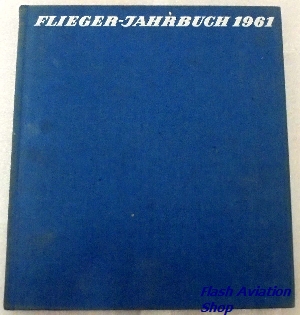 FLIEGER-JAHRBUCH 1961
Flash Aviation
Shop